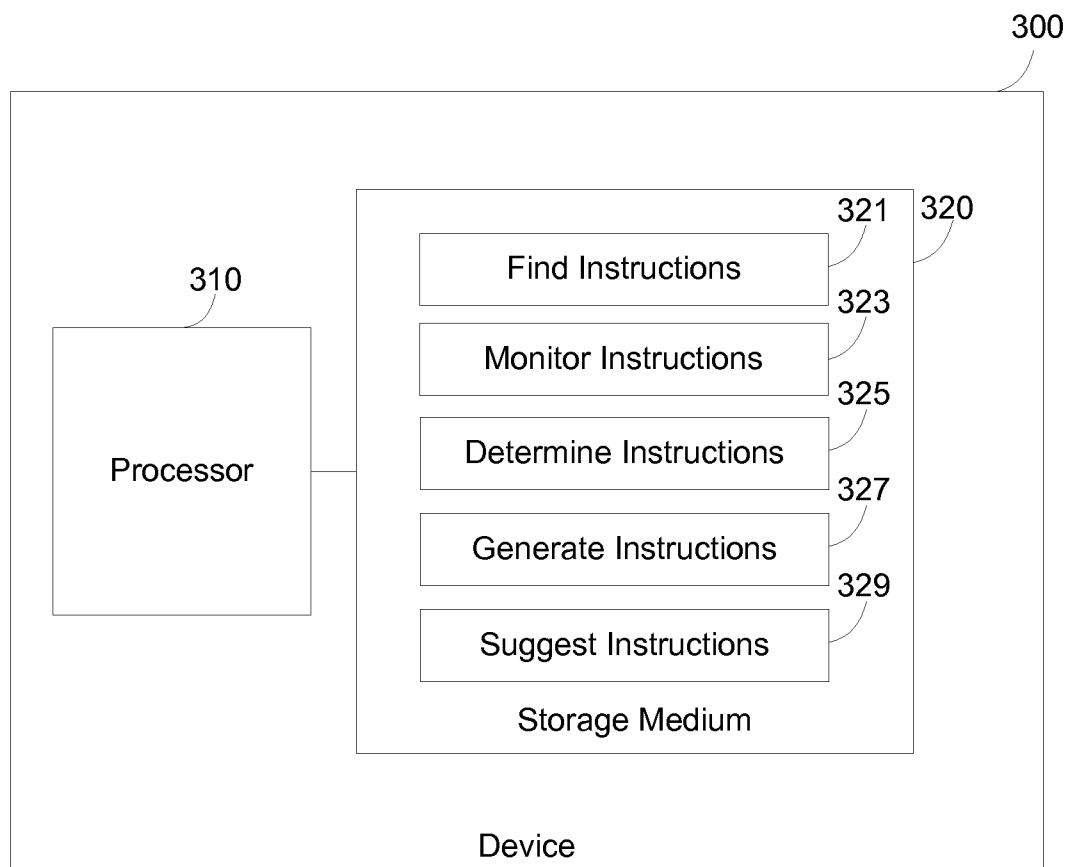 300
321
320
Find Instructions
310
323
Monitor Instructions
325
Determine Instructions
Processor
327
Generate Instructions
329
Suggest Instructions
Storage Medium
Device